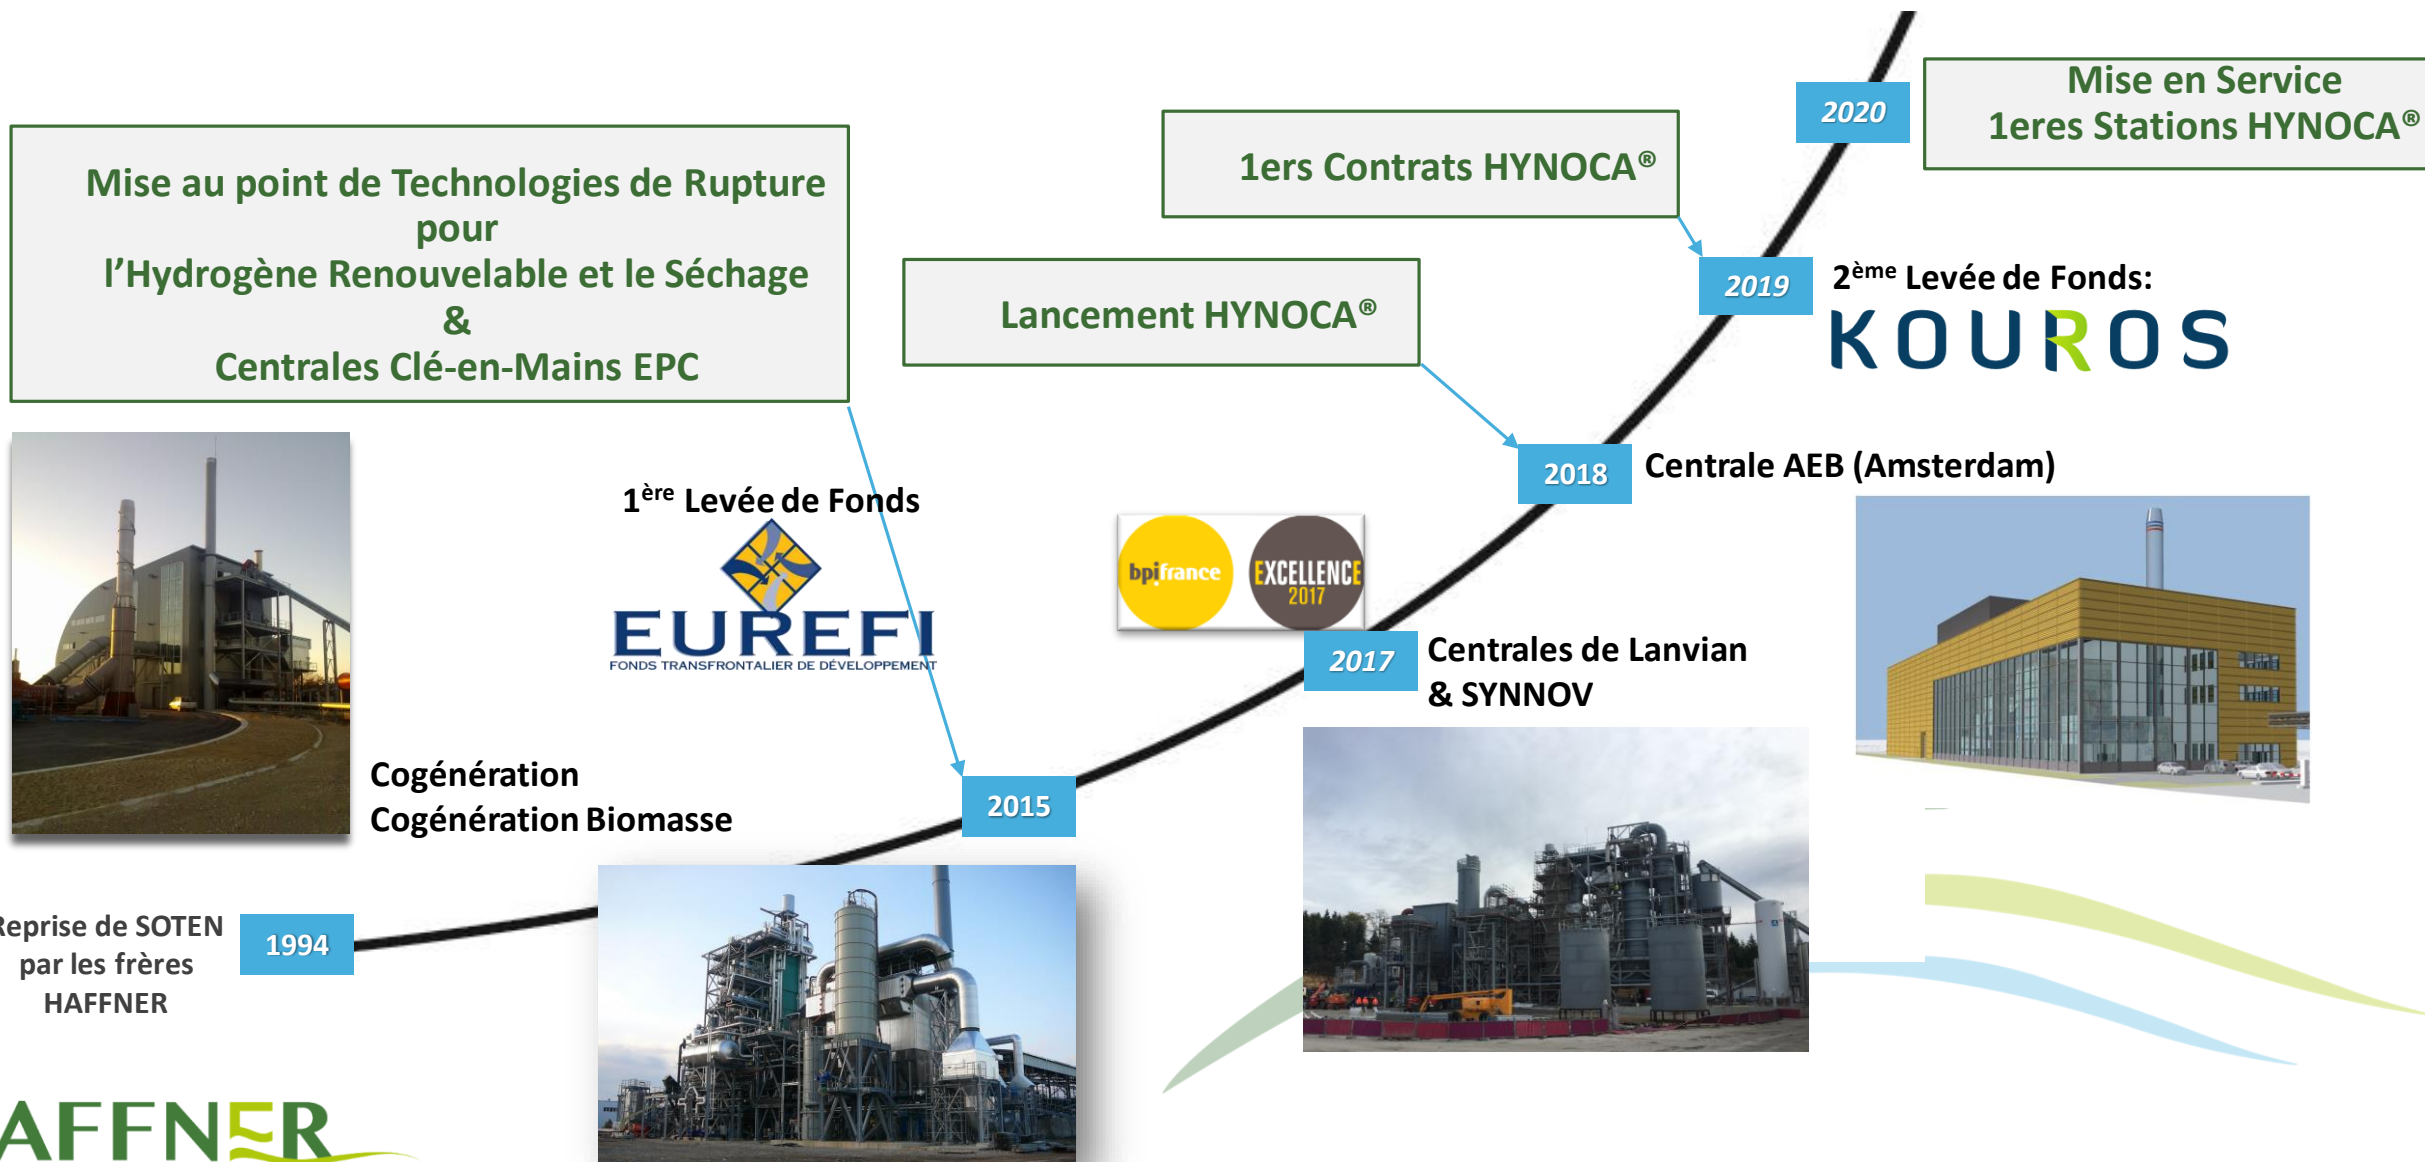 Mise en Service
1eres Stations HYNOCA®
2020
1ers Contrats HYNOCA®
Mise au point de Technologies de Rupture
pour
l’Hydrogène Renouvelable et le Séchage
&
Centrales Clé-en-Mains EPC
Lancement HYNOCA®
2019
2ème Levée de Fonds:
KOUROS
2018
Centrale AEB (Amsterdam)
1ère Levée de Fonds
EUREFI
FONDS TRANSFRONTALIER DE DÉVELOPPEMENT
bpifrance
EXCELLENCE
2017
2017
Centrales de Lanvian
& SYNNOV
Cogénération
Cogénération Biomasse
2015
Reprise de SOTEN
par les frères
HAFFNER
1994
AFFNER